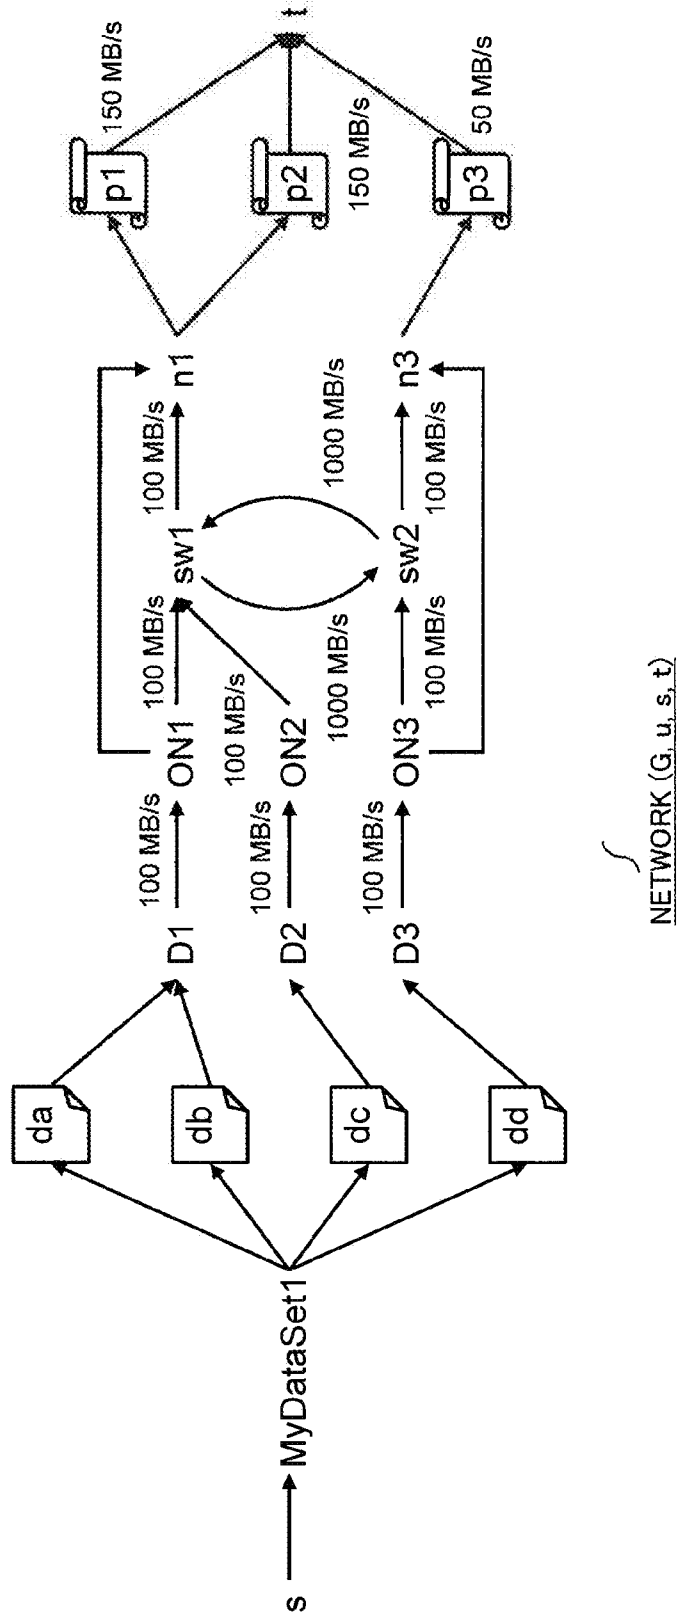 s
MyDataSet1
da
db
dc
dd
D1
D2
D3
100 MB/s
100 MB/s
100 MB/s
ON1
ON2
ON3
100 MB/s
100 MB/s
1000 MB/s
100 MB/s
sw1
sw2
100 MB/s
1000 MB/s
100 MB/s
n1
n3
p1
p2
p3
150 MB/s
150 MB/s
50 MB/s
t
NETWORK (G, u, s, t)